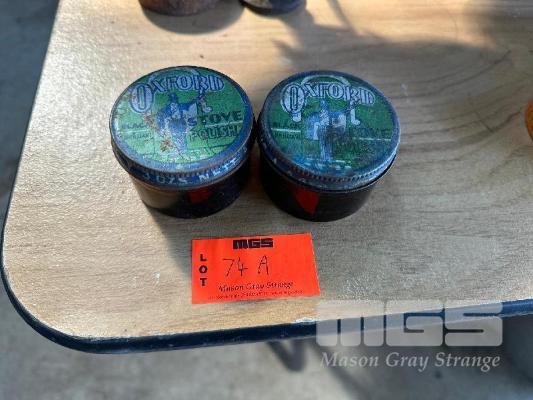 OXFORD
STOVE
POLISH
OXFORD
STOVE
MGS
LOT
74 A
Mason Gray Strange
MGS
Mason Gray Strange